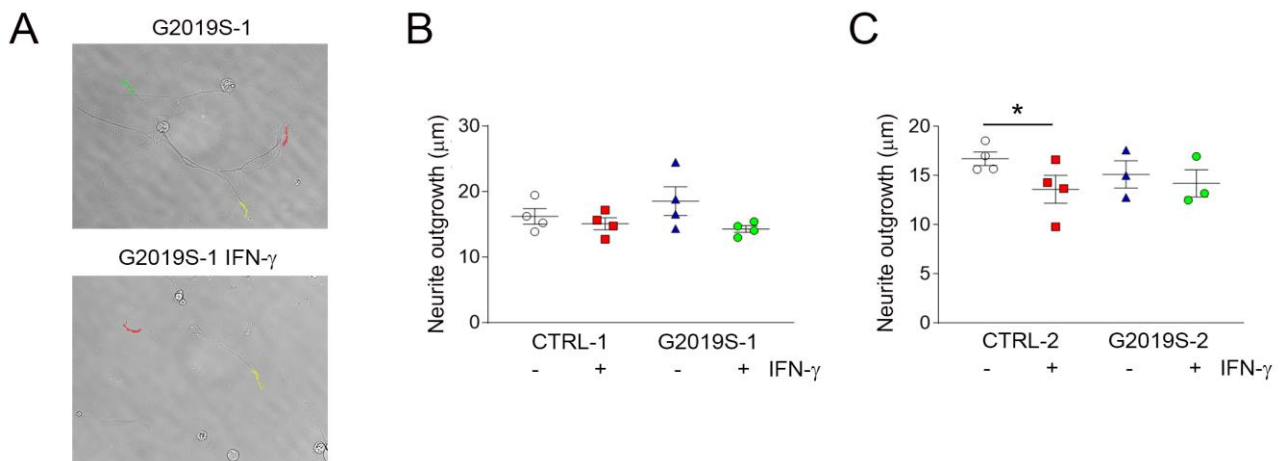 A
G2019S-1
G2019S-1 IFN-γ
B
Neurite outgrowth (μm)
30
20
10
0
CTRL-1 G2019S-1
- + - + IFN-γ
C
Neurite outgrowth (μm)
*
20
15
10
5
0
CTRL-2 G2019S-2
- + - + IFN-γ